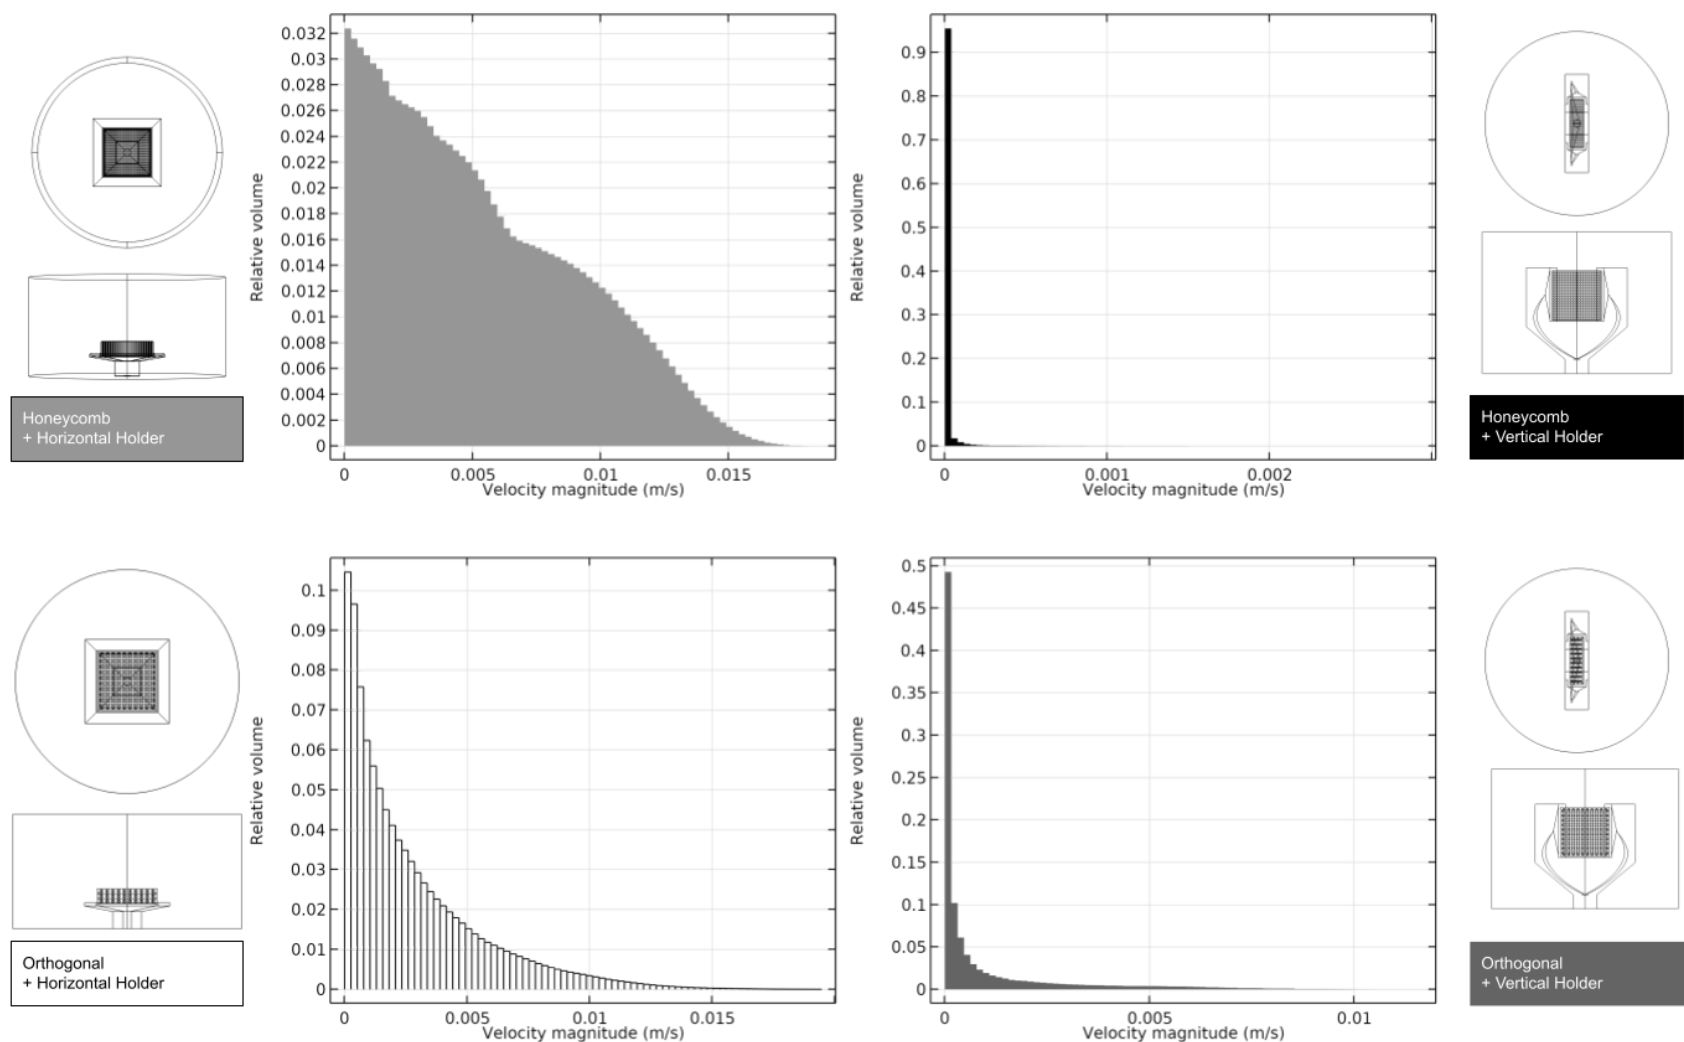 0.032
0.03
0.028
0.026
0.024
0.022
0.02
0.018
0.016
0.014
0.012
0.01
0.008
0.006
0.004
0.002
0
Relative volume
0 0.005 0.01 0.015
Velocity magnitude (m/s)
Honeycomb
+ Horizontal Holder
0.9
0.8
0.7
0.6
0.5
0.4
0.3
0.2
0.1
0
Relative volume
0 0.001 0.002
Velocity magnitude (m/s)
Honeycomb
+ Vertical Holder
0.1
0.09
0.08
0.07
0.06
0.05
0.04
0.03
0.02
0.01
0
Relative volume
0 0.005 0.01 0.015
Velocity magnitude (m/s)
Orthogonal
+ Horizontal Holder
0.5
0.45
0.4
0.35
0.3
0.25
0.2
0.15
0.1
0.05
0
Relative volume
0 0.005 0.01
Velocity magnitude (m/s)
Orthogonal
+ Vertical Holder